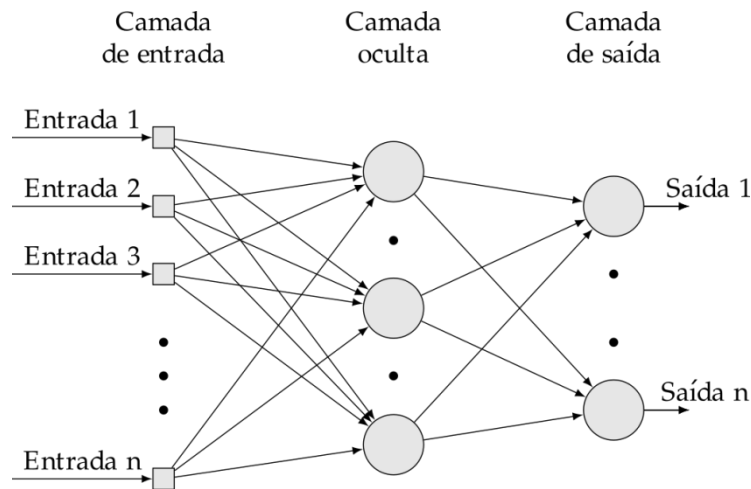 Camada
de entrada
Camada
oculta
Camada
de saída
Entrada 1
Entrada 2
Entrada 3
Entrada n
Saída 1
Saída n